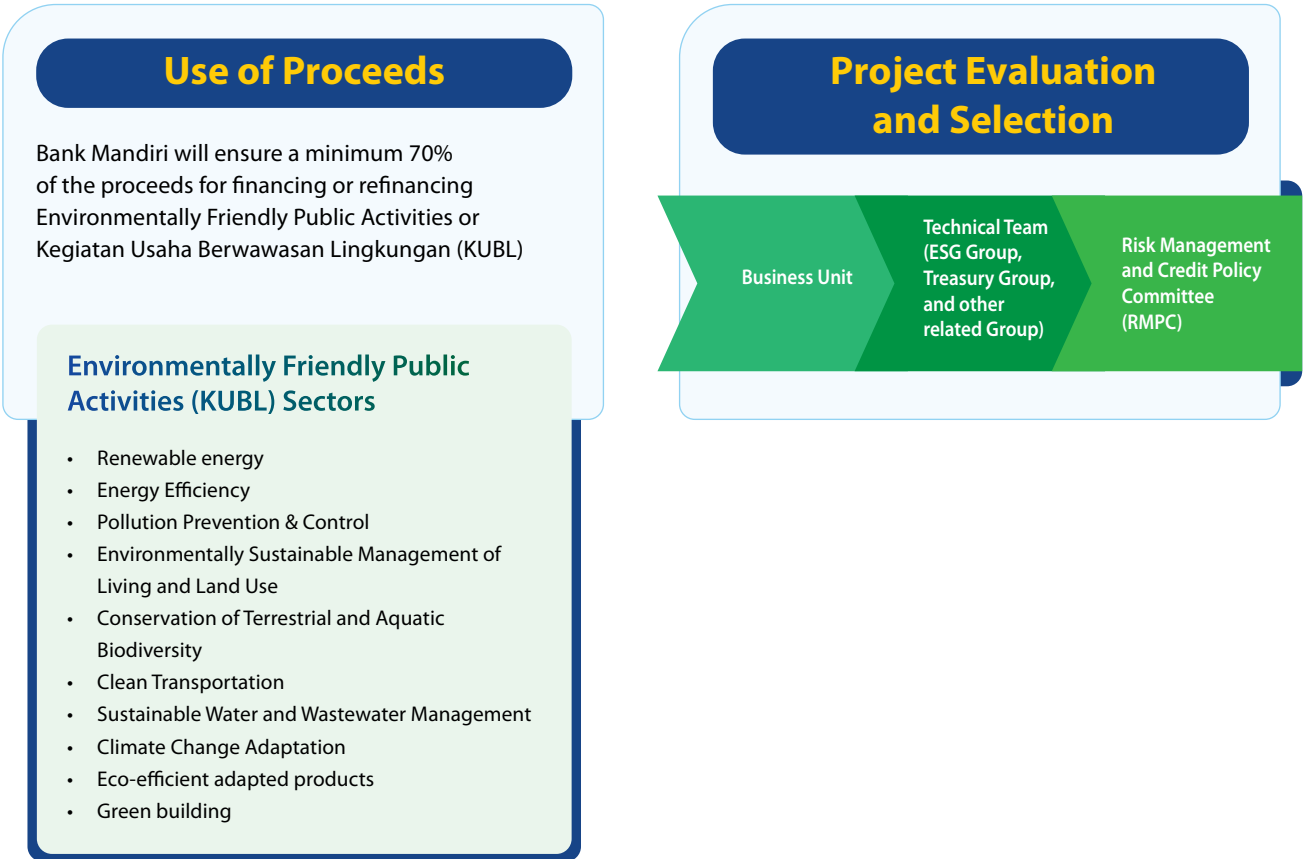 Use of Proceeds
Bank Mandiri will ensure a minimum 70%
of the proceeds for financing or refinancing
Environmentally Friendly Public Activities or
Kegiatan Usaha Berwawasan Lingkungan (KUBL)
Environmentally Friendly Public
Activities (KUBL) Sectors
• Renewable energy
• Energy Efficiency
• Pollution Prevention & Control
• Environmentally Sustainable Management of
Living and Land Use
• Conservation of Terrestrial and Aquatic
Biodiversity
• Clean Transportation
• Sustainable Water and Wastewater Management
• Climate Change Adaptation
• Eco-efficient adapted products
• Green building
Project Evaluation
and Selection
Business Unit
Technical Team
(ESG Group,
Treasury Group,
and other
related Group)
Risk Management
and Credit Policy
Committee
(RMPC)